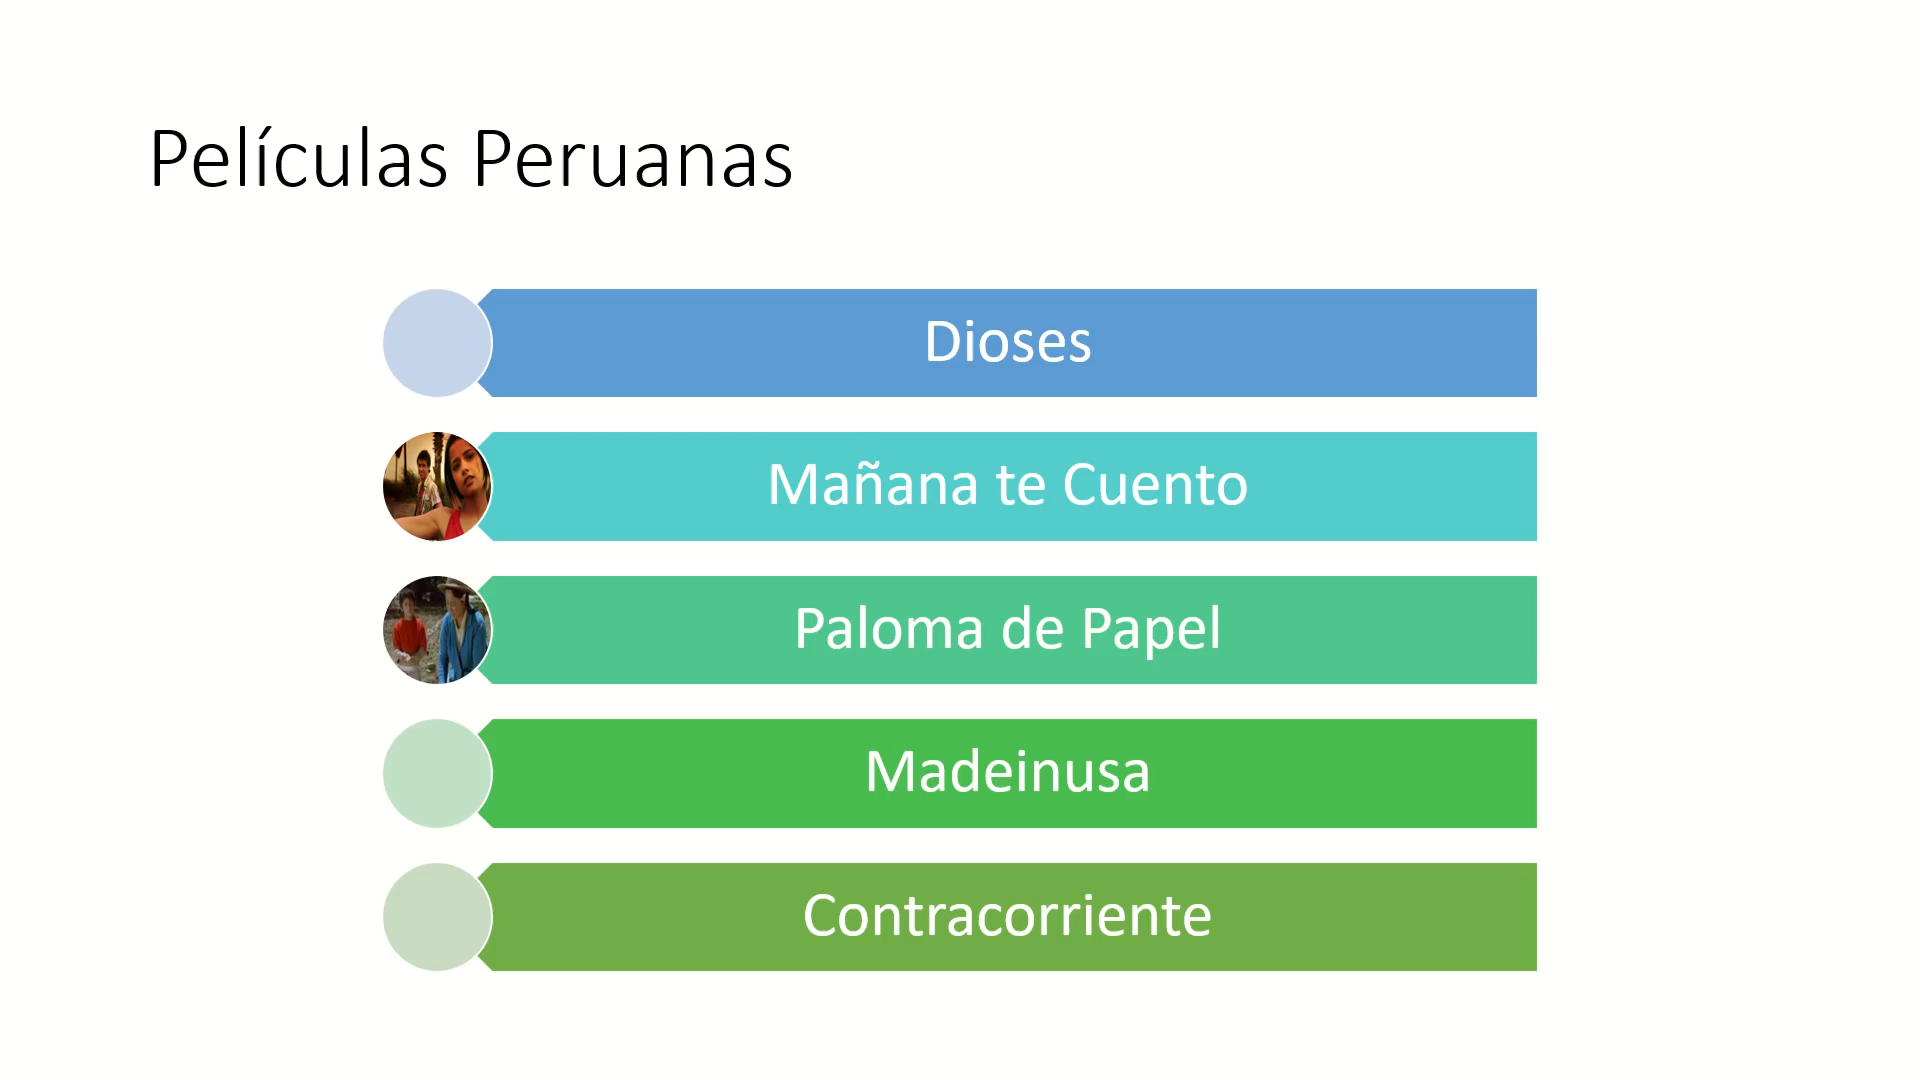 Películas Peruanas
Dioses
Mañana te Cuento
Paloma de Papel
Madeinusa
Contracorriente